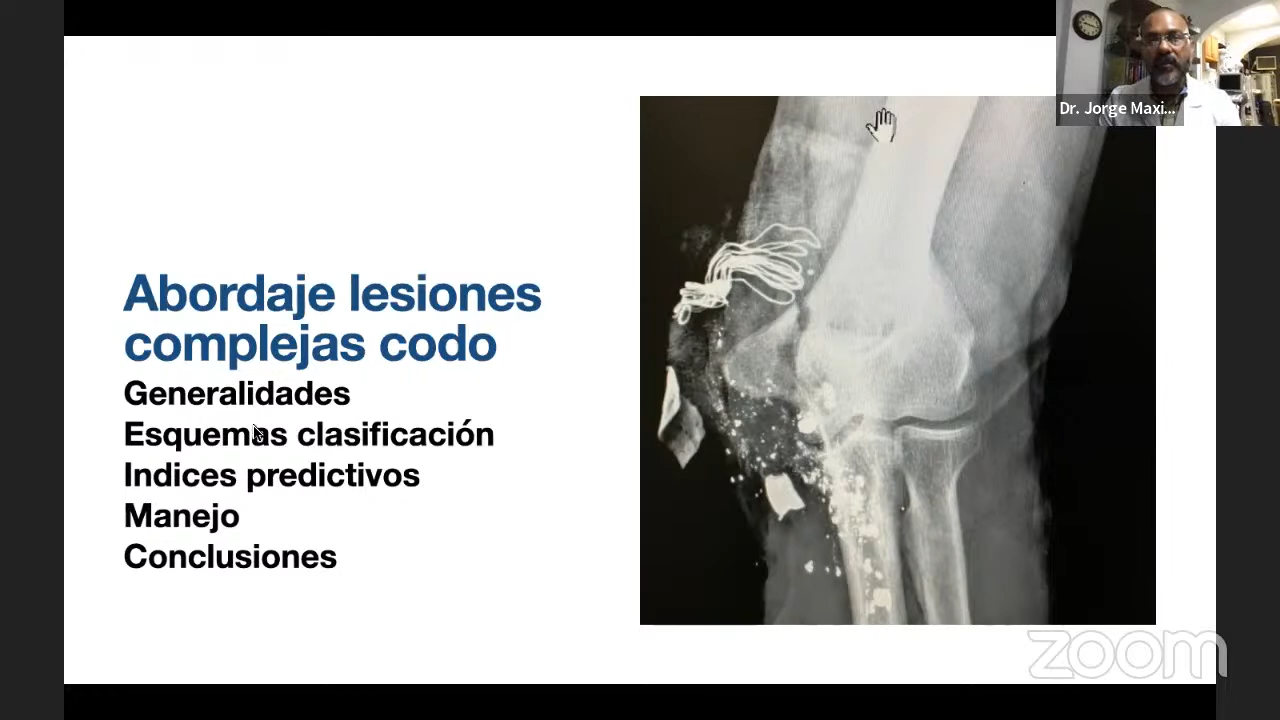 Dr. Jorge Maxi...
Abordaje lesiones
complejas codo
Generalidades
Esquemas clasificación
Indices predictivos
Manejo
Conclusiones
zoom